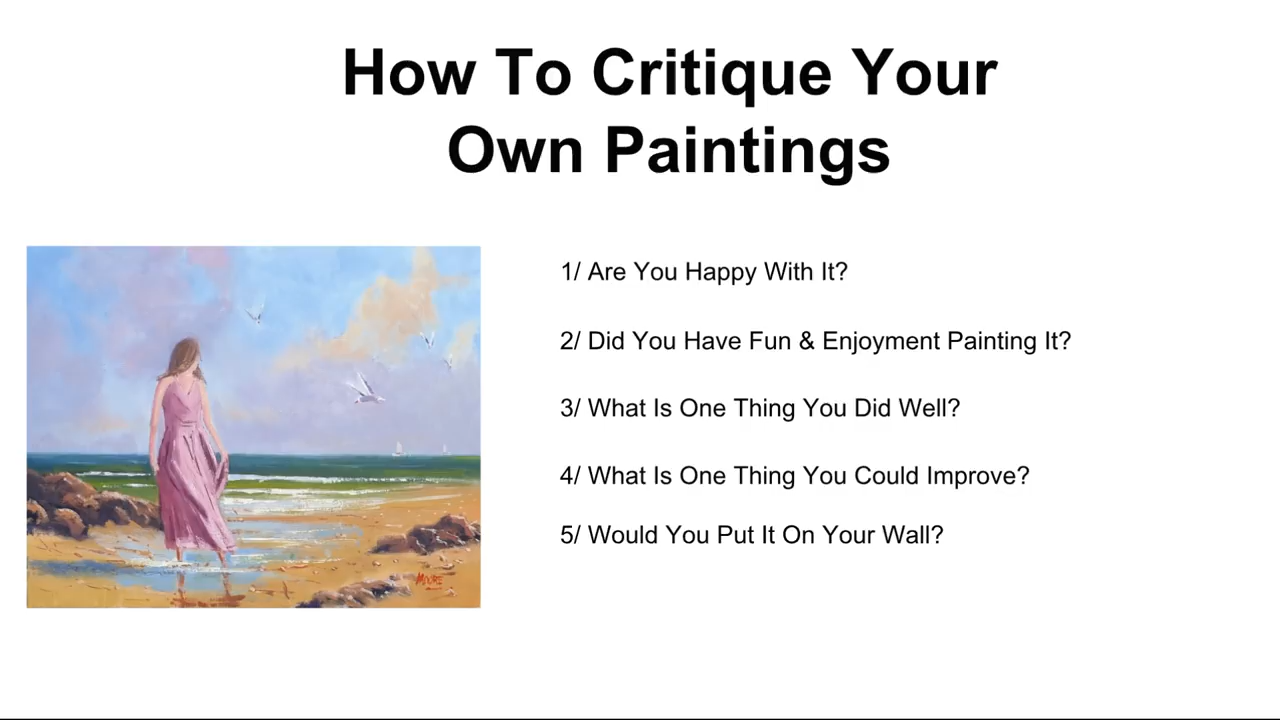 How To Critique Your
Own Paintings
1/ Are You Happy With It?
2/ Did You Have Fun & Enjoyment Painting It?
3/ What Is One Thing You Did Well?
4/ What Is One Thing You Could Improve?
5/ Would You Put It On Your Wall?
MOORE